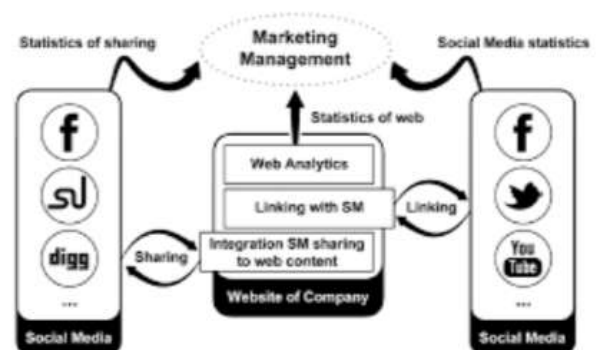 Statistics of sharing
Marketing
Management
Social Media statistics
Statistics of web
f
digg
...
Social Media
Sharing
Web Analytics
Linking with SM
Integration SM sharing
to web content
Website of Company
Linking
f
You
Tube
...
Social Media